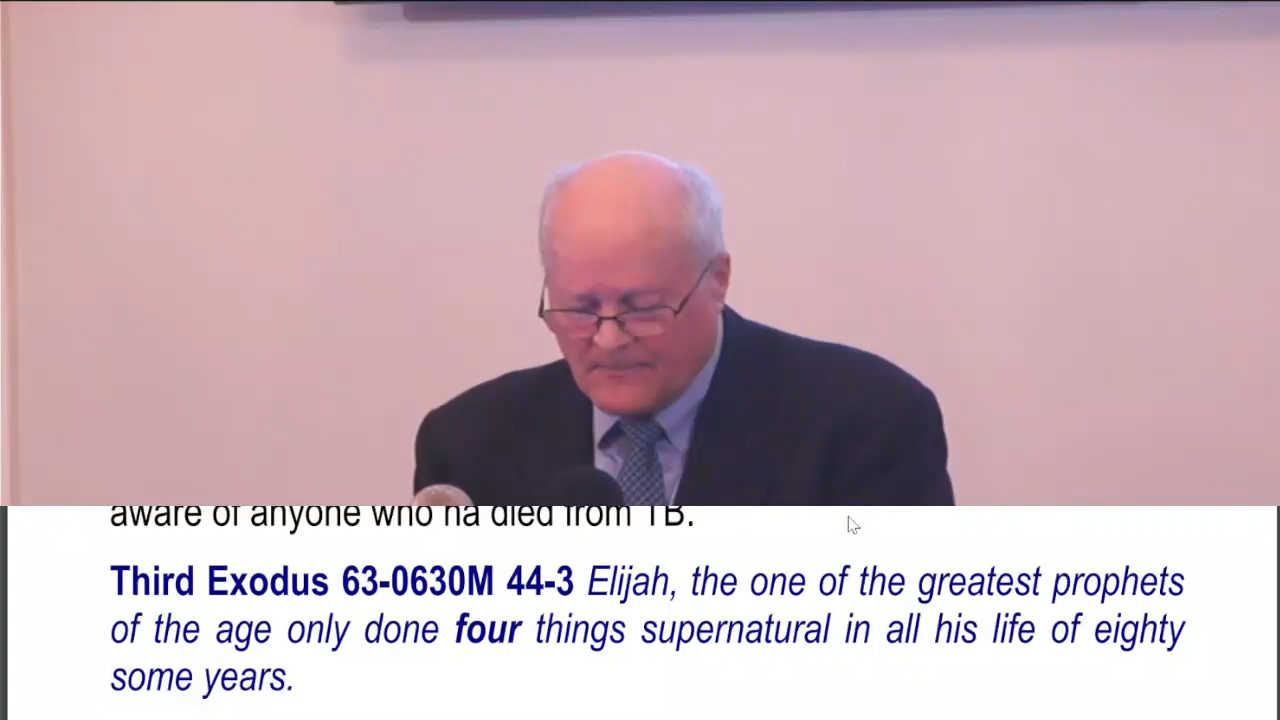 aware of anyone who ha died from TB.
Third Exodus 63-0630M 44-3 Elijah, the one of the greatest prophets
of the age only done four things supernatural in all his life of eighty
some years.